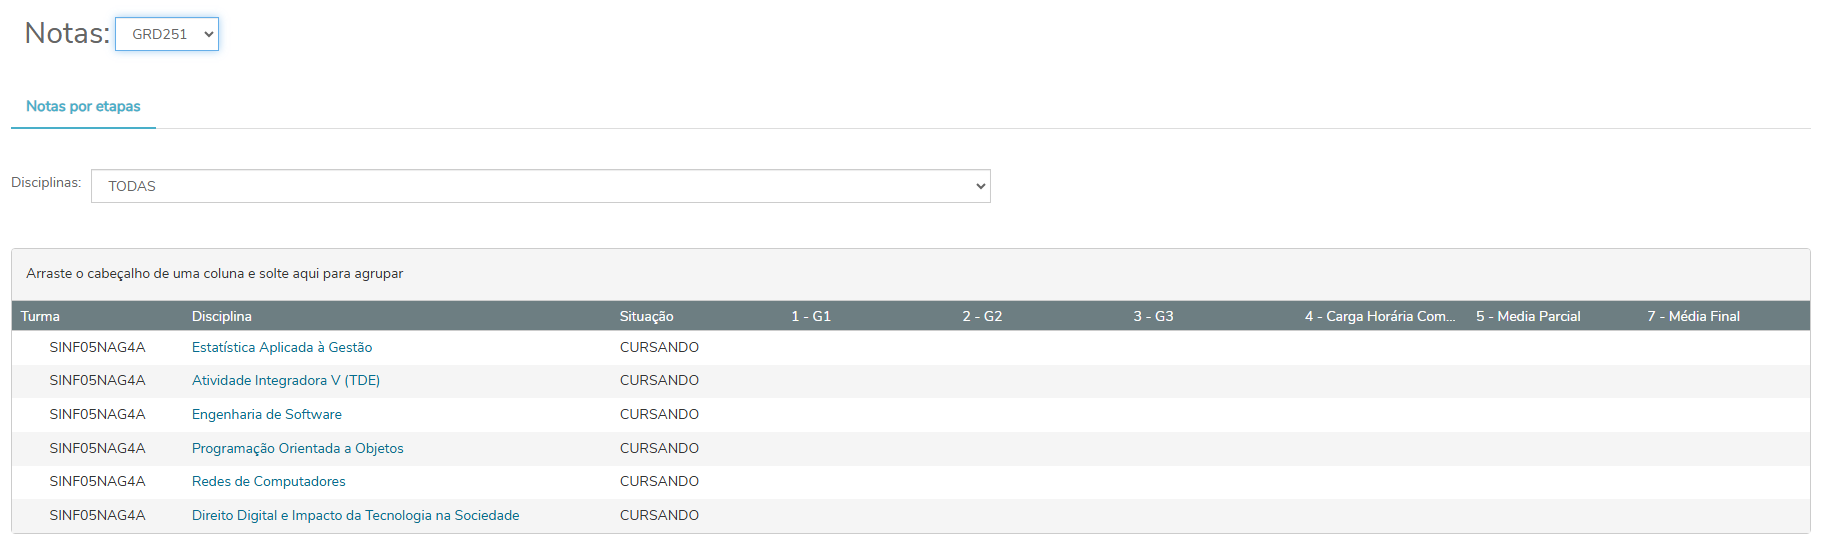 Notas: GRD251
Notas por etapas
Disciplinas: TODAS
Arraste o cabeçalho de uma coluna e solte aqui para agrupar
Turma Disciplina Situação 1 - G1 2 - G2 3 - G3 4 - Carga Horária Com... 5 - Media Parcial 7 - Média Final
SINF05NAG4A Estatística Aplicada à Gestão CURSANDO
SINF05NAG4A Atividade Integradora V (TDE) CURSANDO
SINF05NAG4A Engenharia de Software CURSANDO
SINF05NAG4A Programação Orientada a Objetos CURSANDO
SINF05NAG4A Redes de Computadores CURSANDO
SINF05NAG4A Direito Digital e Impacto da Tecnologia na Sociedade CURSANDO